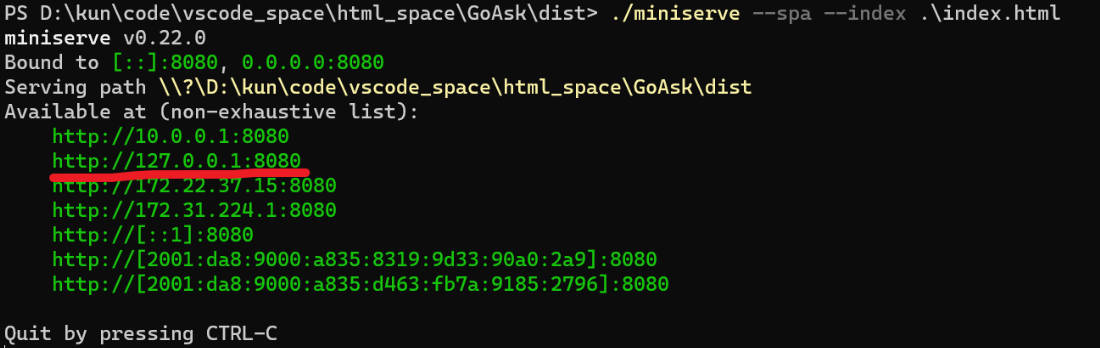 PS D:\kun\code\vscode_space\html_space\GoAsk\dist> ./miniserve --spa --index .\index.html
miniserve v0.22.0
Bound to [::]:8080, 0.0.0.0:8080
Serving path \\?\D:\kun\code\vscode_space\html_space\GoAsk\dist
Available at (non-exhaustive list):
    http://10.0.0.1:8080
    http://127.0.0.1:8080
    http://172.22.37.15:8080
    http://172.31.224.1:8080
    http://[::1]:8080
    http://[2001:da8:9000:a835:8319:9d33:90a0:2a9]:8080
    http://[2001:da8:9000:a835:d463:fb7a:9185:2796]:8080
Quit by pressing CTRL-C